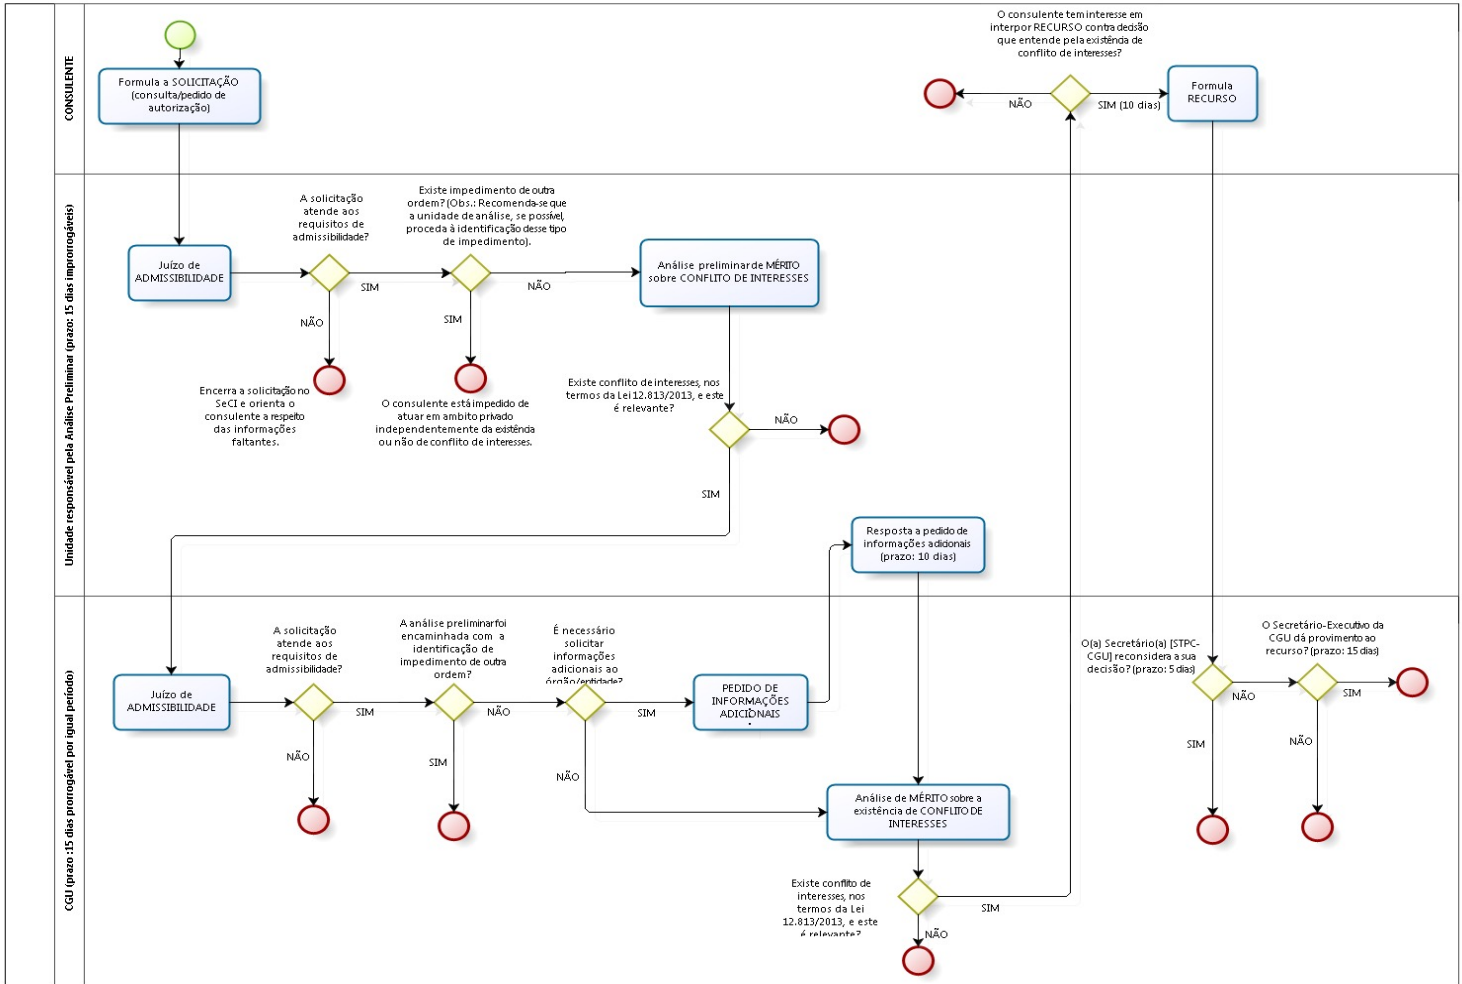 CONSULENTE
Formula a SOLICITAÇÃO
(consulta/pedido de
autorização)
O consulente tem interesse em
interpor RECURSO contra decisão
que entende pela existência de
conflito de interesses?
NÃO
SIM (10 dias)
Formula
RECURSO
Unidade responsável pela Análise Preliminar (prazo: 15 dias improrrogáveis)
Juízo de
ADMISSIBILIDADE
A solicitação
atende aos
requisitos de
admissibilidade?
SIM
NÃO
Encerra a solicitação no
SeCI e orienta o
consulente a respeito
das informações
faltantes.
Existe impedimento de outra
ordem? (Obs.: Recomenda-se que
a unidade de análise, se possível,
proceda à identificação desse tipo
de impedimento).
NÃO
SIM
O consulente está impedido de
atuar em ambito privado
independentemente da existência
ou não de conflito de interesses.
Análise preliminar de MÉRITO
sobre CONFLITO DE INTERESSES
Existe conflito de interesses, nos
termos da Lei 12.813/2013, e este
é relevante?
NÃO
SIM
Resposta a pedido de
informações adicionais
(prazo: 10 dias)
CGU (prazo :15 dias prorrogável por igual período)
Juízo de
ADMISSIBILIDADE
A solicitação
atende aos
requisitos de
admissibilidade?
SIM
NÃO
A análise preliminar foi
encaminhada com a
identificação de
impedimento de outra
ordem?
NÃO
SIM
É necessário
solicitar
informações
adicionais ao
órgão/entidade?
SIM
NÃO
PEDIDO DE
INFORMAÇÕES
ADICIONAIS
Análise de MÉRITO sobre a
existência de CONFLITO DE
INTERESSES
Existe conflito de
interesses, nos
termos da Lei
12.813/2013, e este
é relevante?
SIM
NÃO
O(a) Secretário(a) [STPC-
CGU] reconsidera a sua
decisão? (prazo: 5 dias)
NÃO
SIM
O Secretário-Executivo da
CGU dá provimento ao
recurso? (prazo: 15 dias)
SIM
NÃO